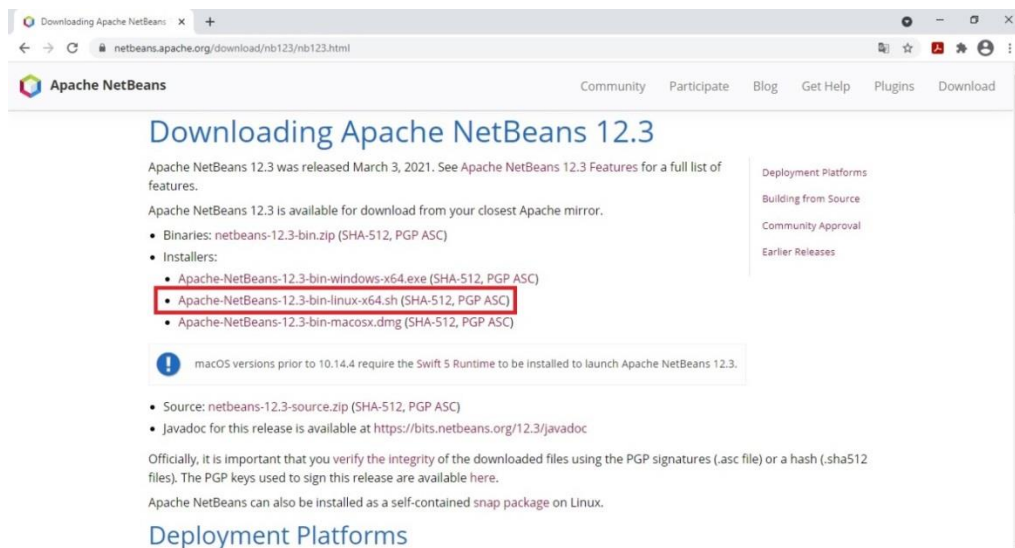 Downloading Apache NetBeans
netbeans.apache.org/download/nb123/nb123.html
Apache NetBeans
Community Participate Blog Get Help Plugins Download
Downloading Apache NetBeans 12.3
Apache NetBeans 12.3 was released March 3, 2021. See Apache NetBeans 12.3 Features for a full list of
features.
Apache NetBeans 12.3 is available for download from your closest Apache mirror.
• Binaries: netbeans-12.3-bin.zip (SHA-512, PGP ASC)
• Installers:
• Apache-NetBeans-12.3-bin-windows-x64.exe (SHA-512, PGP ASC)
• Apache-NetBeans-12.3-bin-linux-x64.sh (SHA-512, PGP ASC)
• Apache-NetBeans-12.3-bin-macosx.dmg (SHA-512, PGP ASC)
macOS versions prior to 10.14.4 require the Swift 5 Runtime to be installed to launch Apache NetBeans 12.3.
• Source: netbeans-12.3-source.zip (SHA-512, PGP ASC)
• Javadoc for this release is available at https://bits.netbeans.org/12.3/javadoc
Officially, it is important that you verify the integrity of the downloaded files using the PGP signatures (.asc file) or a hash (.sha512
files). The PGP keys used to sign this release are available here.
Apache NetBeans can also be installed as a self-contained snap package on Linux.
Deployment Platforms
Deployment Platforms
Building from Source
Community Approval
Earlier Releases